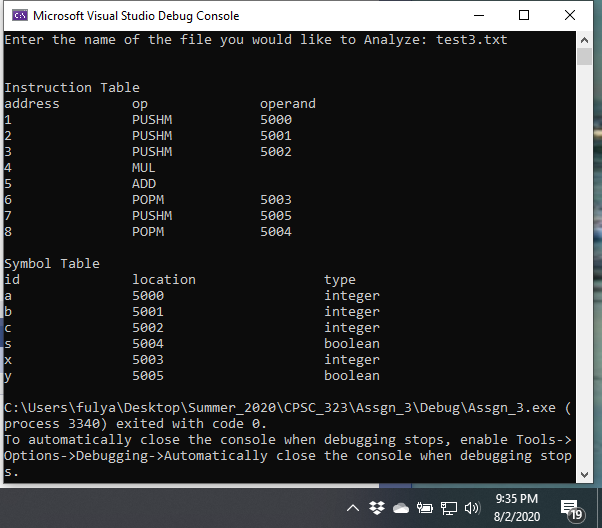 Microsoft Visual Studio Debug Console
Enter the name of the file you would like to Analyze: test3.txt
Instruction Table
address op operand
1 PUSHM 5000
2 PUSHM 5001
3 PUSHM 5002
4 MUL
5 ADD
6 POPM 5003
7 PUSHM 5005
8 POPM 5004
Symbol Table
id location type
a 5000 integer
b 5001 integer
c 5002 integer
s 5004 boolean
x 5003 integer
y 5005 boolean
C:\Users\fulya\Desktop\Summer_2020\CPSC_323\Assgn_3\Debug\Assgn_3.exe (
process 3340) exited with code 0.
To automatically close the console when debugging stops, enable Tools->
Options->Debugging->Automatically close the console when debugging stop
s.
9:35 PM
8/2/2020
19